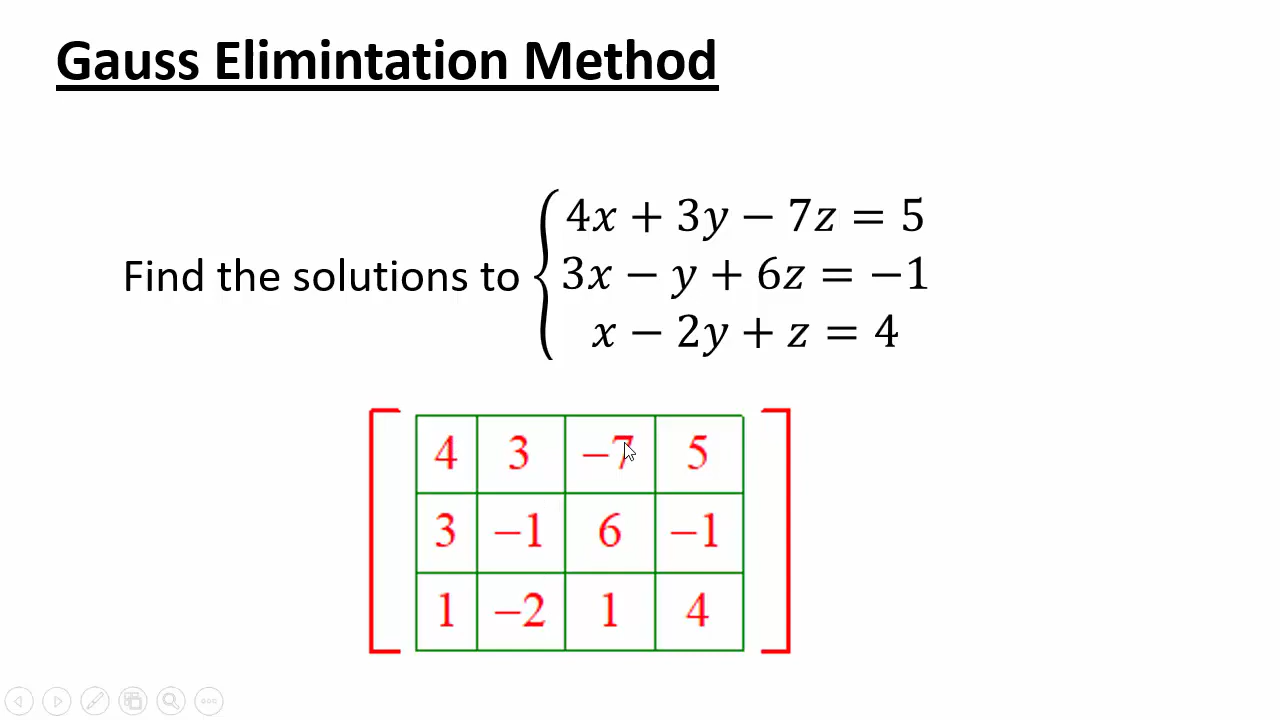 Gauss Elimintation Method
4x + 3y − 7z = 5
Find the solutions to { 3x − y + 6z = −1
x − 2y + z = 4
4 3 −7 5
3 −1 6 −1
1 −2 1 4